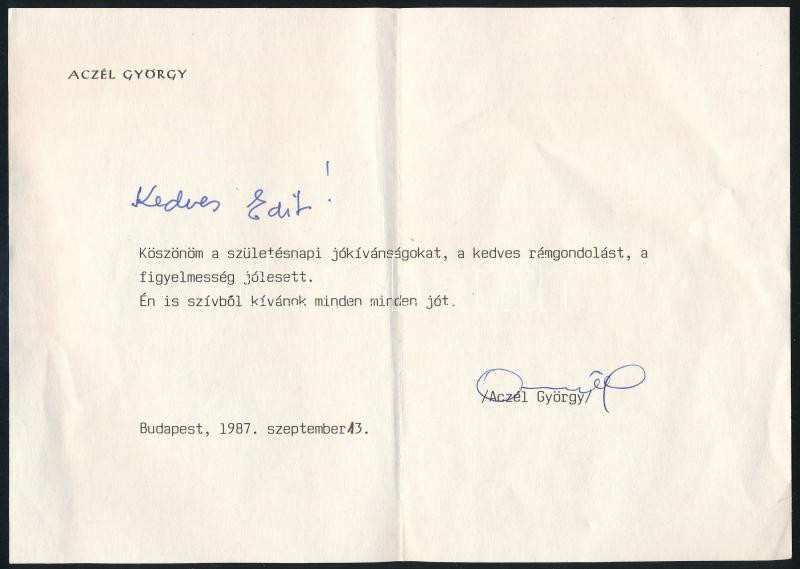 ACZÉL GYÖRGY
Kedves Edit!
Köszönöm a születésnapi jókívánságokat, a kedves rémgondolást, a
figyelmesség jólesett.
Én is szívből kívánok minden minden jót.
/Aczél György/
Budapest, 1987. szeptember 13.